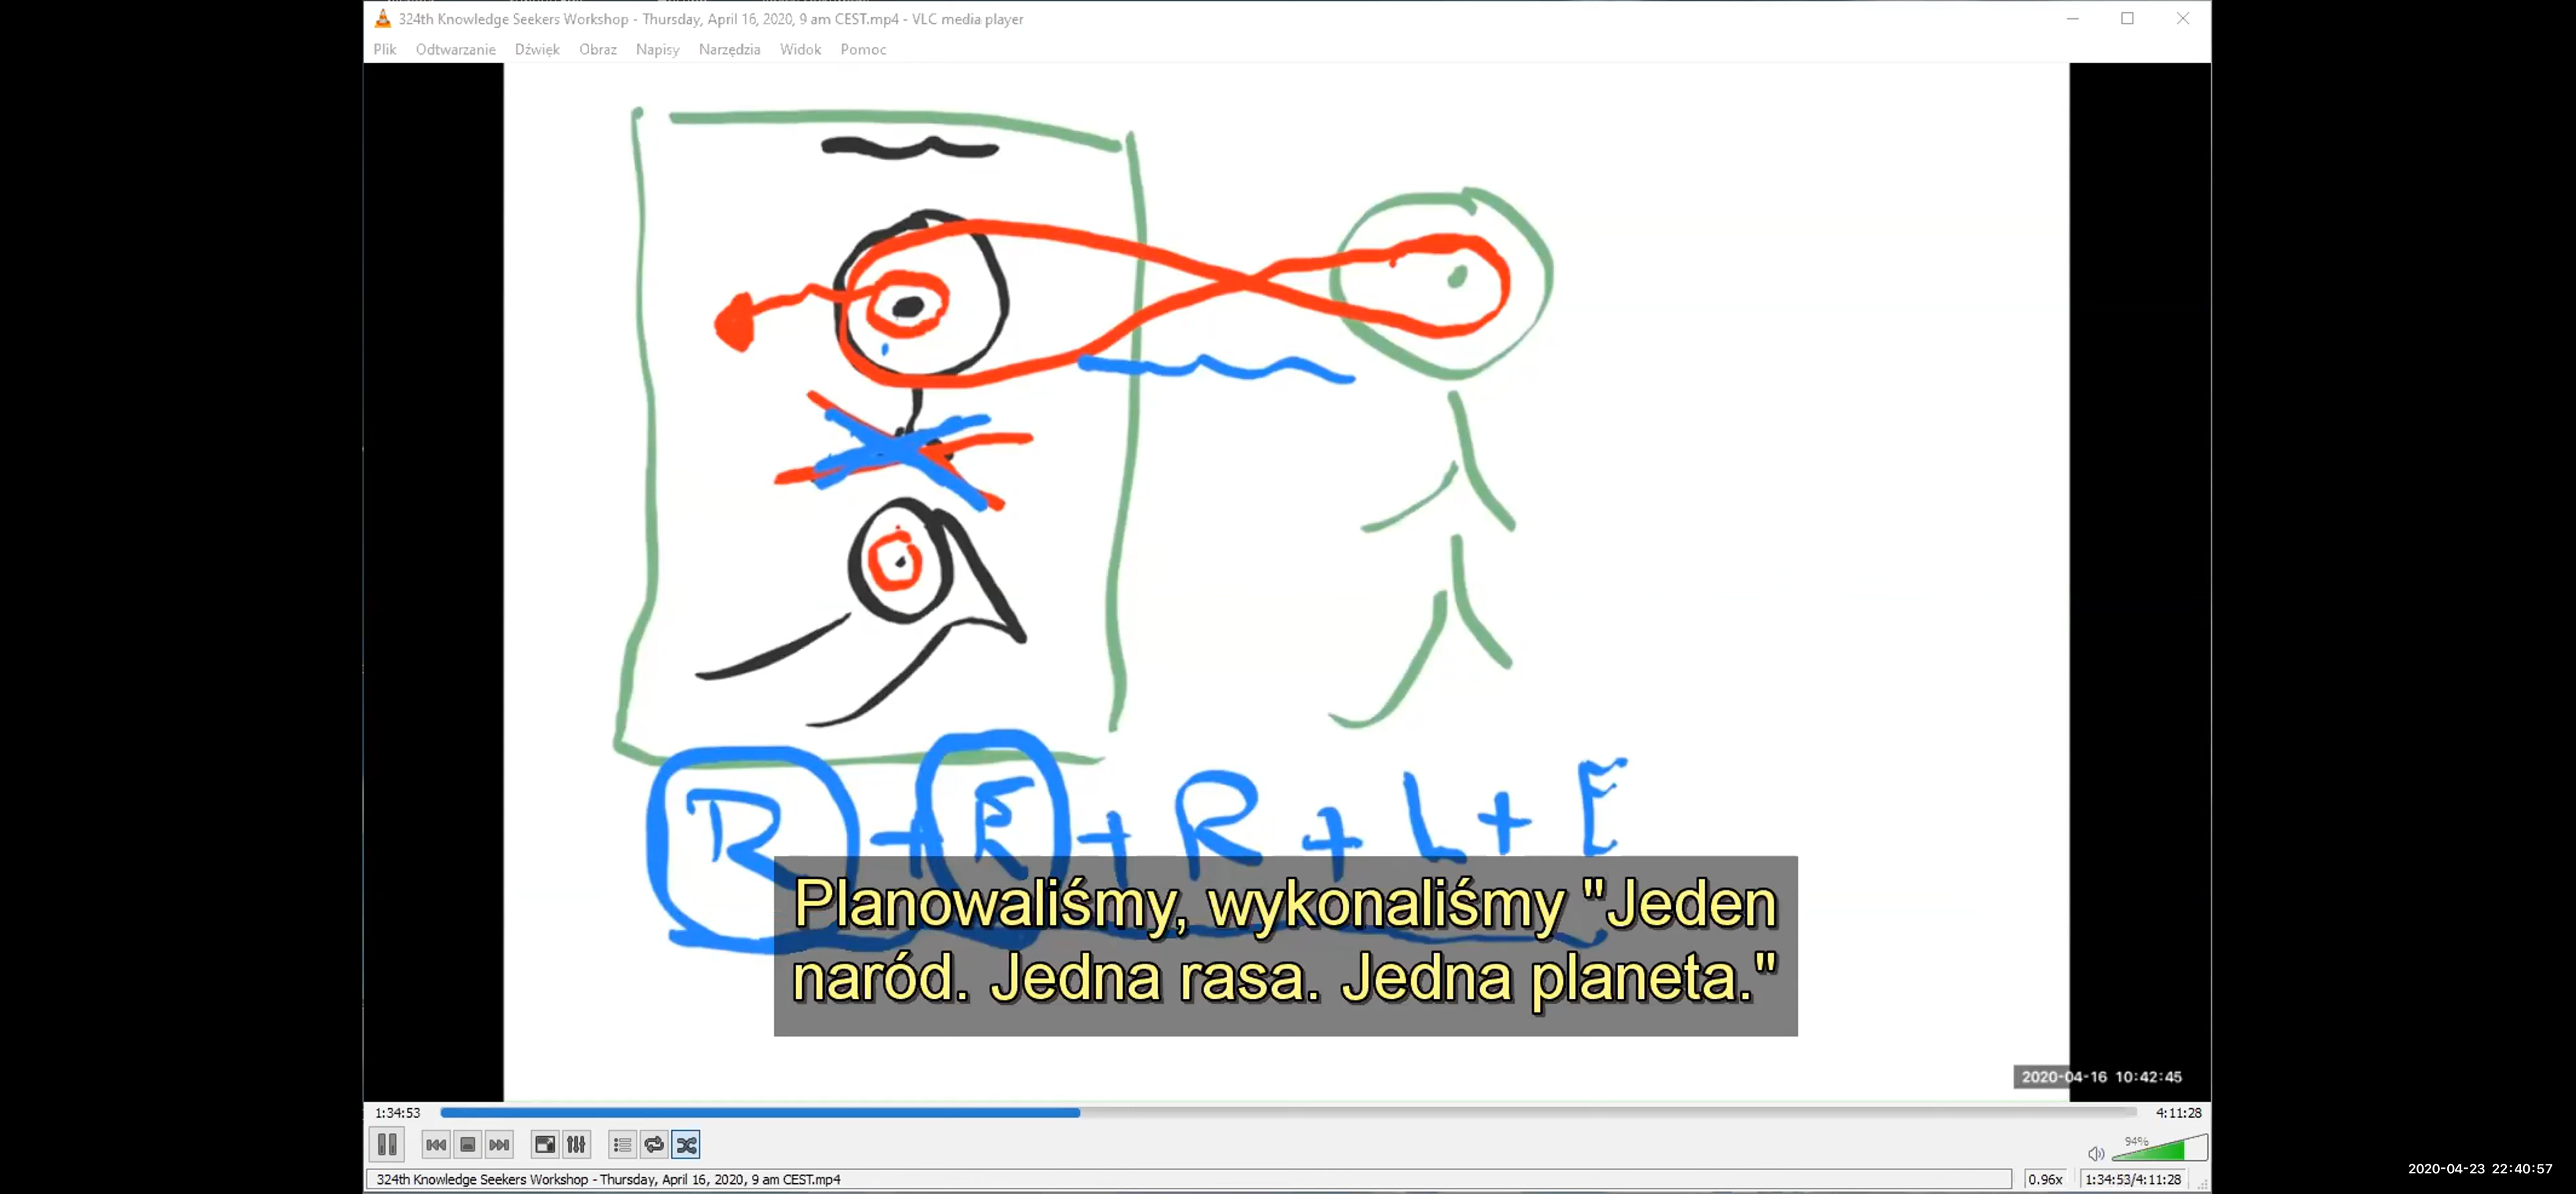 324th Knowledge Seekers Workshop - Thursday, April 16, 2020, 9 am CEST.mp4 - VLC media player
Plik Odtwarzanie Dźwięk Obraz Napisy Narzędzia Widok Pomoc
R + E + R + L + E
Planowaliśmy, wykonaliśmy "Jeden
naród. Jedna rasa. Jedna planeta."
2020-04-16 10:42:45
1:34:53 4:11:28
94%
324th Knowledge Seekers Workshop - Thursday, April 16, 2020, 9 am CEST.mp4 0.96x 1:34:53/4:11:28
2020-04-23 22:40:57